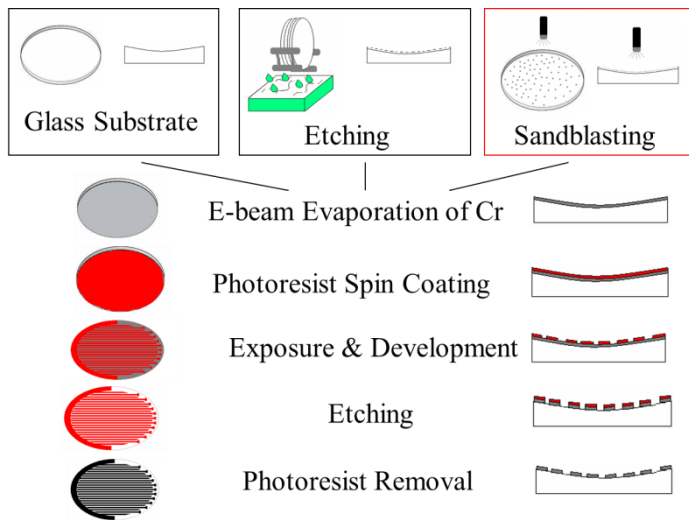 Glass Substrate
Etching
Sandblasting
E-beam Evaporation of Cr
Photoresist Spin Coating
Exposure & Development
Etching
Photoresist Removal